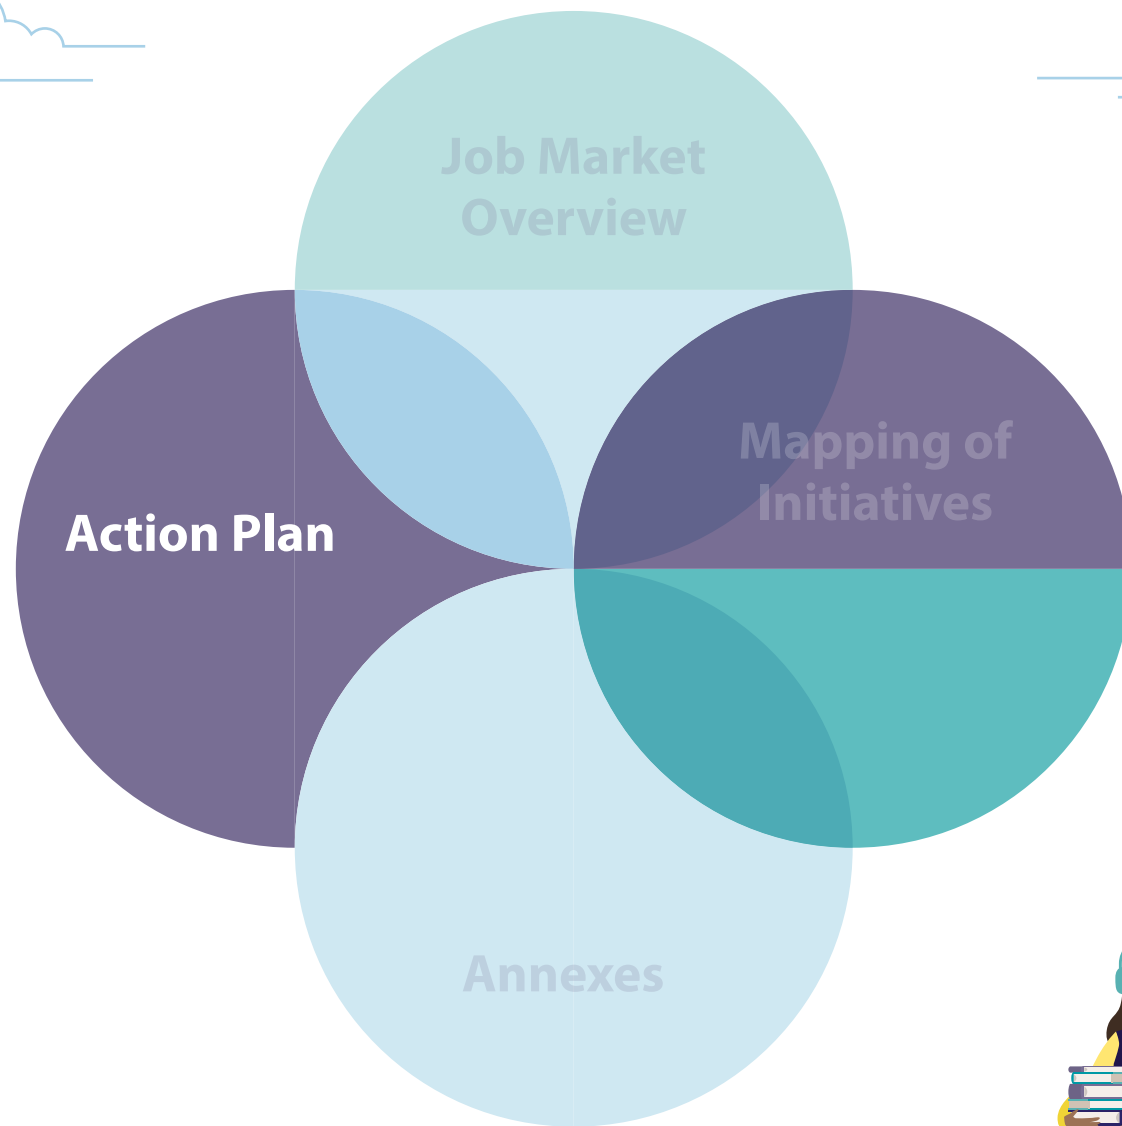 Job Market
Overview
Mapping of
Initiatives
Action Plan
Annexes